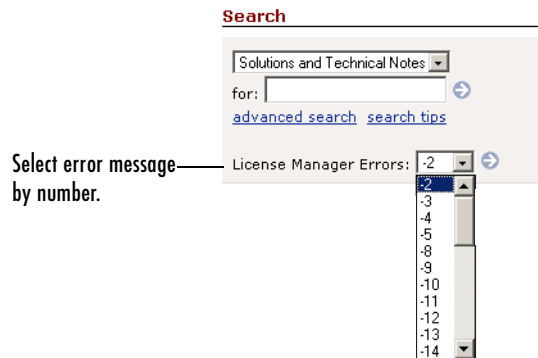 Search
Solutions and Technical Notes
for:
advanced search search tips
Select error message
by number.
License Manager Errors: -2
-2
-3
-4
-5
-8
-9
-10
-11
-12
-13
-14